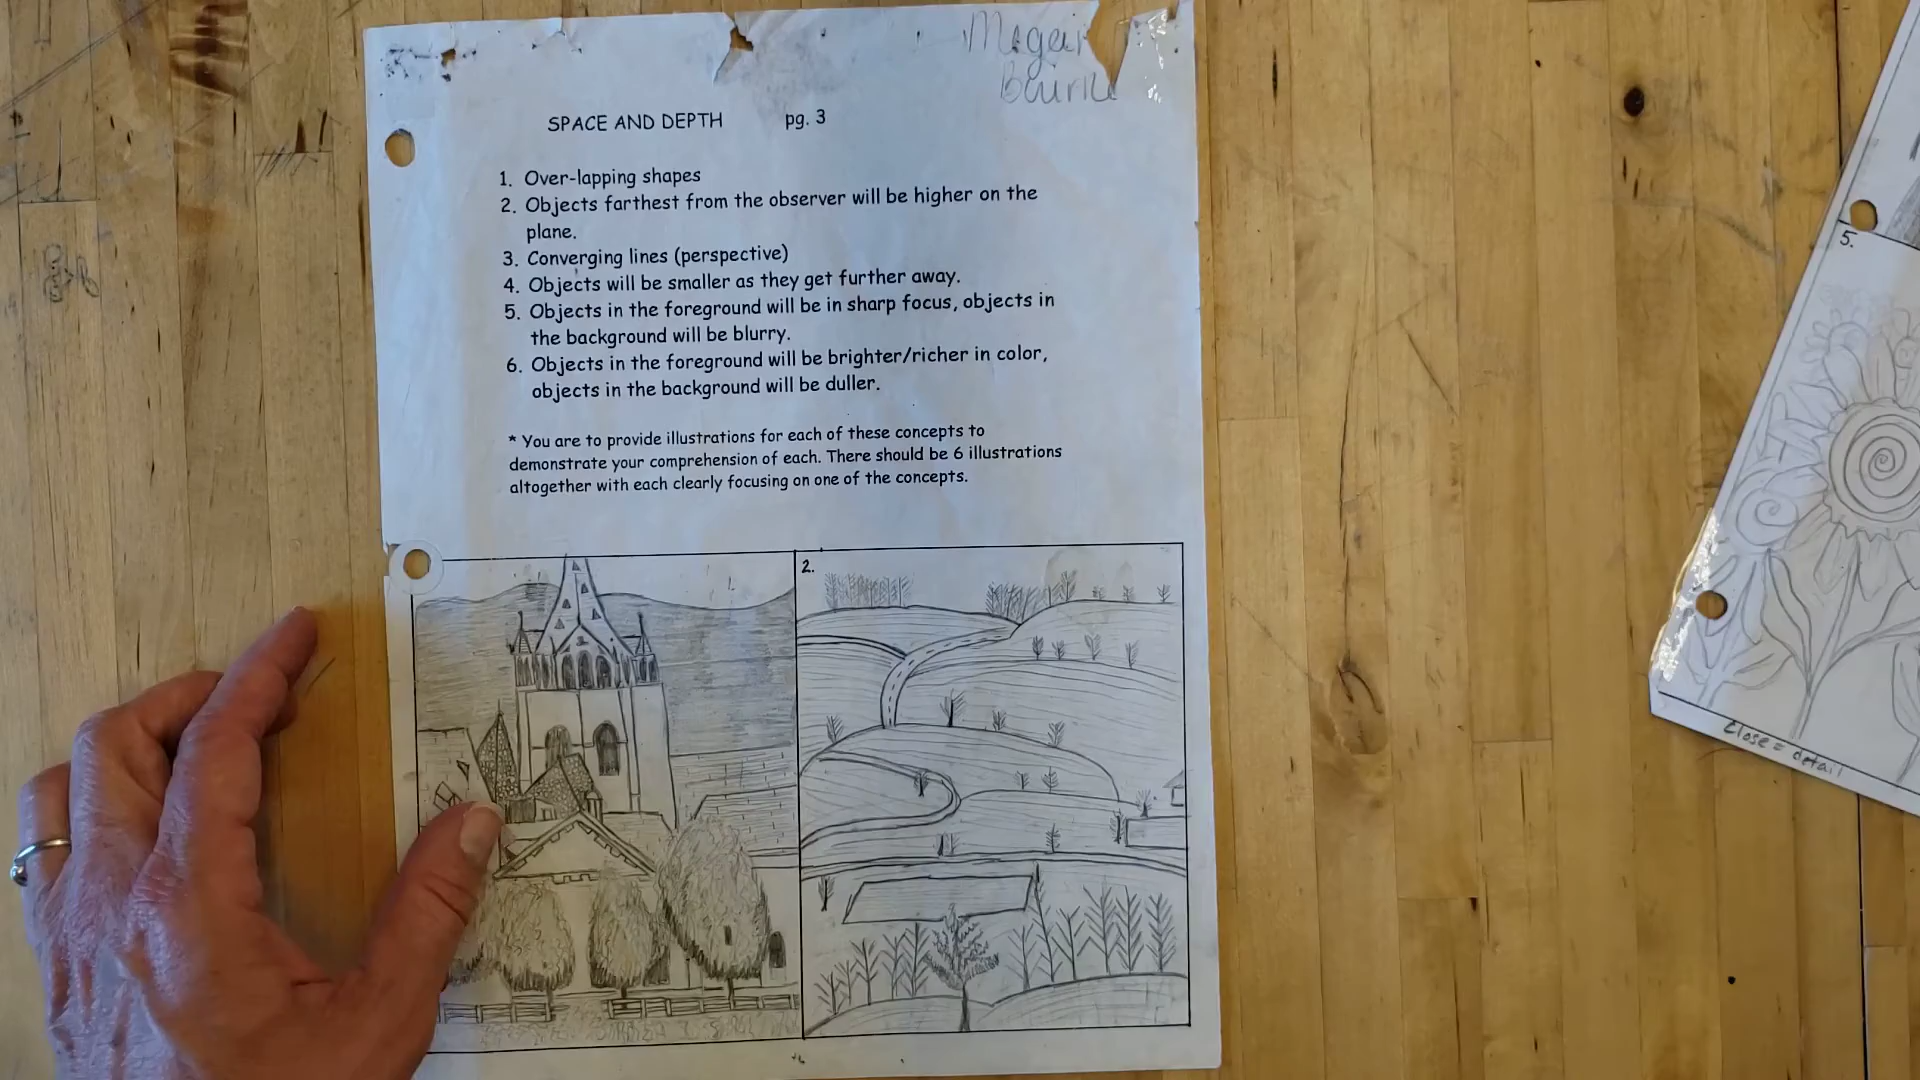 SPACE AND DEPTH pg. 3
1. Over-lapping shapes
2. Objects farthest from the observer will be higher on the
plane.
3. Converging lines (perspective)
4. Objects will be smaller as they get further away.
5. Objects in the foreground will be in sharp focus, objects in
the background will be blurry.
6. Objects in the foreground will be brighter/richer in color,
objects in the background will be duller.
* You are to provide illustrations for each of these concepts to
demonstrate your comprehension of each. There should be 6 illustrations
altogether with each clearly focusing on one of the concepts.
2.
5.
Close = detail